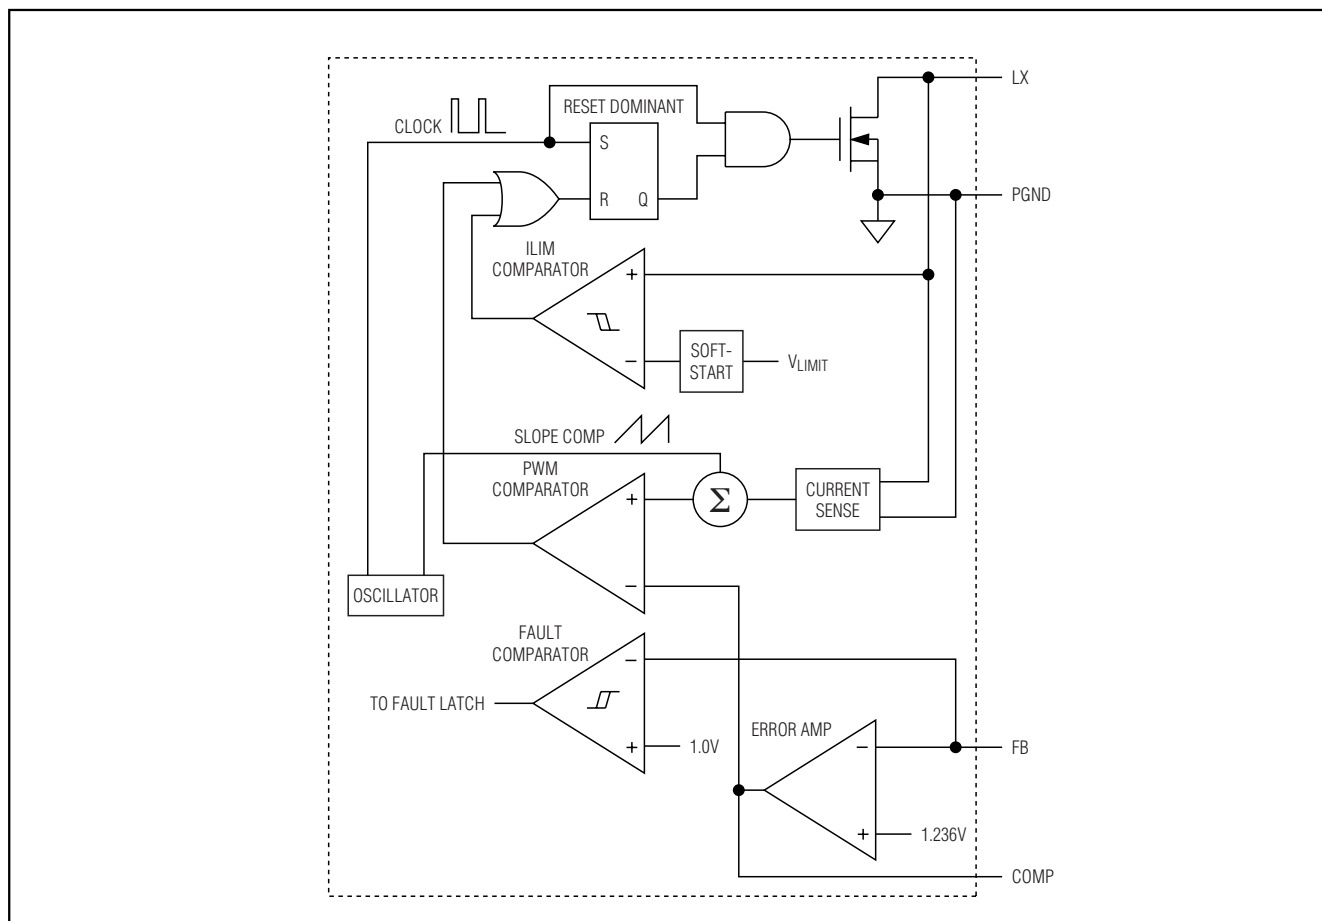 LX
RESET DOMINANT
CLOCK
S
R
Q
PGND
ILIM
COMPARATOR
+
−
SOFT-
START
VLIMIT
SLOPE COMP
PWM
COMPARATOR
+
Σ
CURRENT
SENSE
−
OSCILLATOR
FAULT
COMPARATOR
−
TO FAULT LATCH
+
1.0V
ERROR AMP
−
FB
+
1.236V
COMP